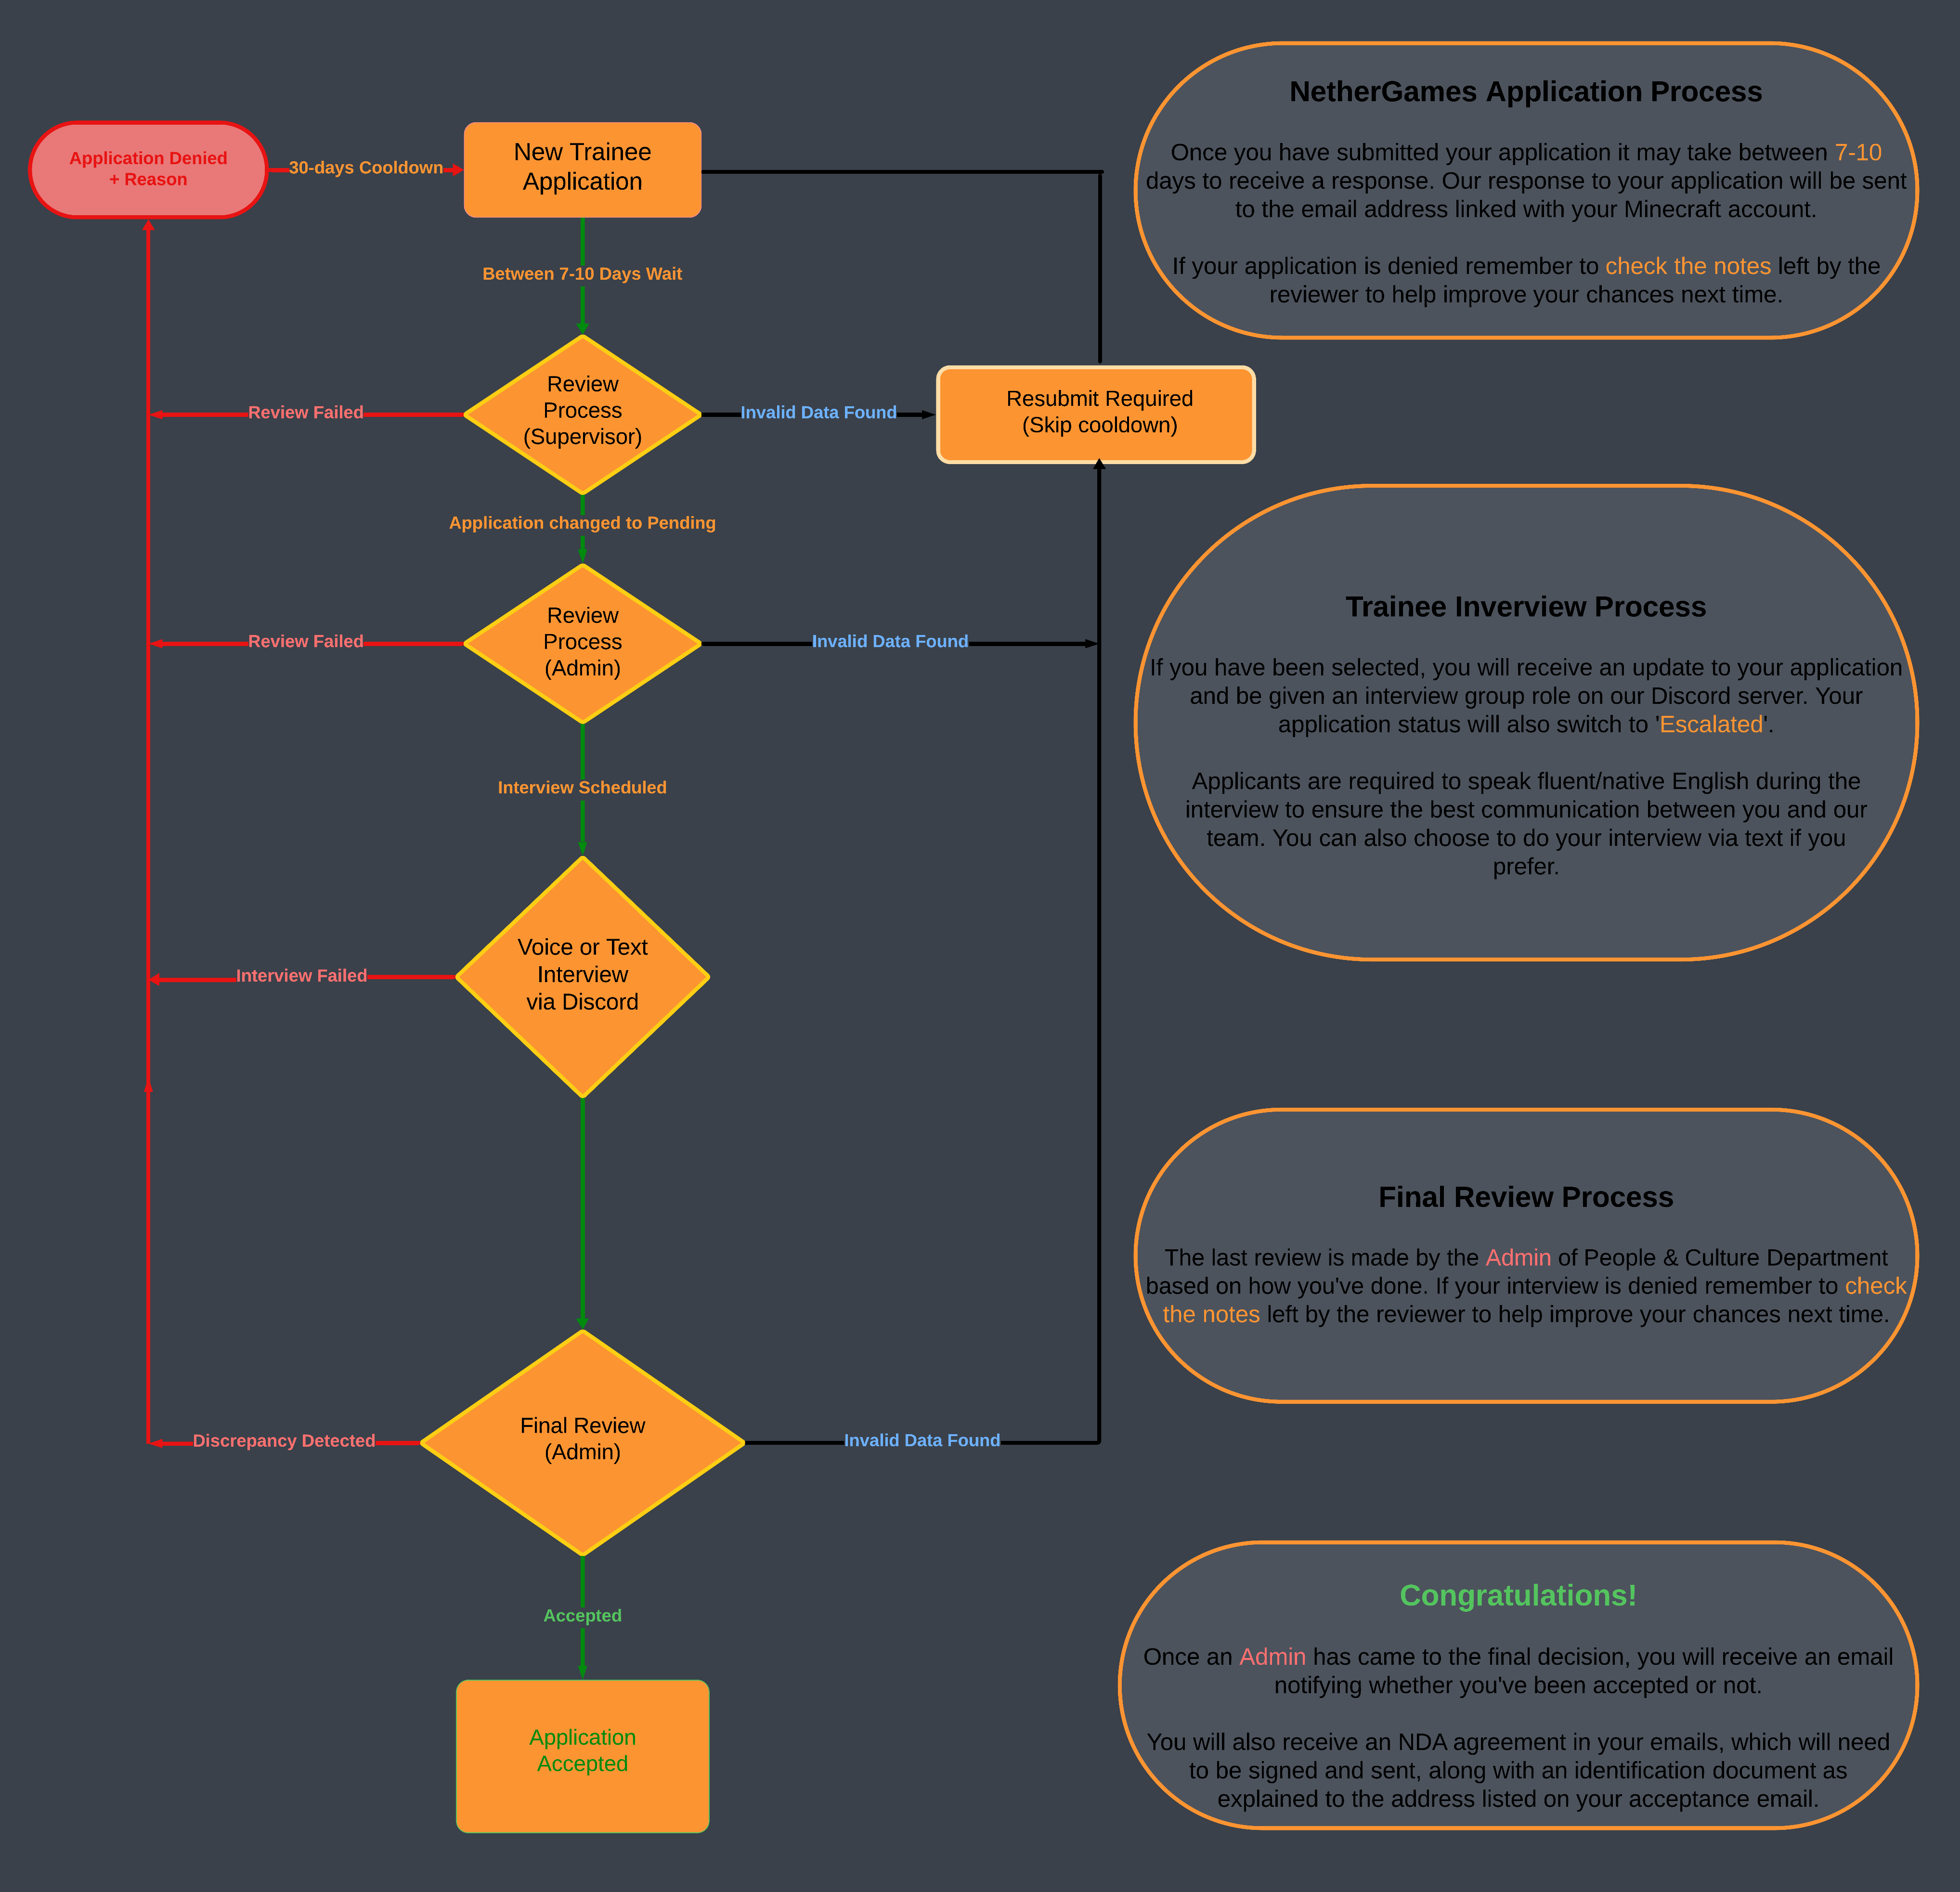 Application Denied
+ Reason
30-days Cooldown
New Trainee
Application
Between 7-10 Days Wait
Review
Process
(Supervisor)
Review Failed
Invalid Data Found
Resubmit Required
(Skip cooldown)
Application changed to Pending
Review
Process
(Admin)
Review Failed
Invalid Data Found
Interview Scheduled
Voice or Text
Interview
via Discord
Interview Failed
Final Review
(Admin)
Discrepancy Detected
Invalid Data Found
Accepted
Application
Accepted
NetherGames Application Process
Once you have submitted your application it may take between 7-10
days to receive a response. Our response to your application will be sent
to the email address linked with your Minecraft account.
If your application is denied remember to check the notes left by the
reviewer to help improve your chances next time.
Trainee Inverview Process
If you have been selected, you will receive an update to your application
and be given an interview group role on our Discord server. Your
application status will also switch to 'Escalated'.
Applicants are required to speak fluent/native English during the
interview to ensure the best communication between you and our
team. You can also choose to do your interview via text if you
prefer.
Final Review Process
The last review is made by the Admin of People & Culture Department
based on how you've done. If your interview is denied remember to check
the notes left by the reviewer to help improve your chances next time.
Congratulations!
Once an Admin has came to the final decision, you will receive an email
notifying whether you've been accepted or not.
You will also receive an NDA agreement in your emails, which will need
to be signed and sent, along with an identification document as
explained to the address listed on your acceptance email.